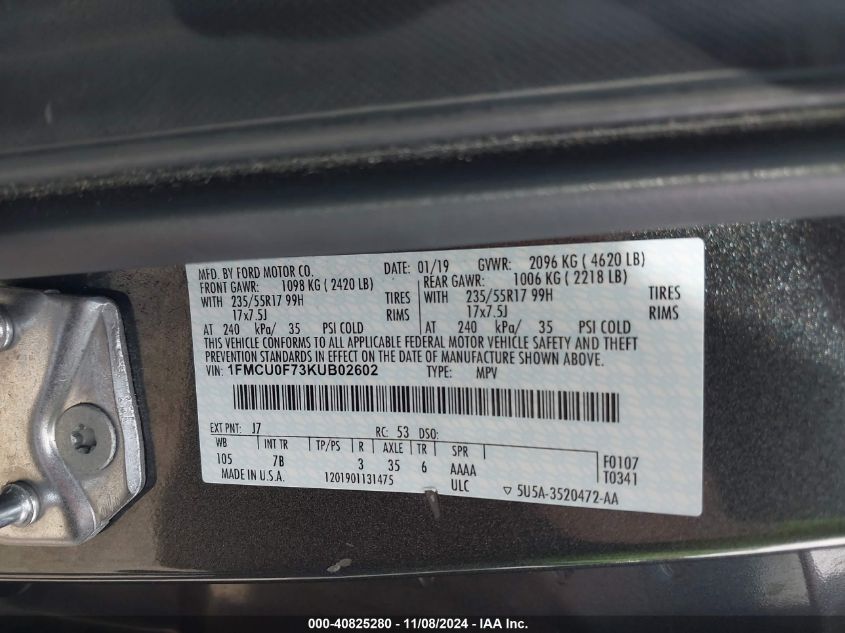 MFD. BY FORD MOTOR CO. DATE: 01/19 GVWR: 2096 KG ( 4620 LB)
FRONT GAWR: 1098 KG ( 2420 LB) REAR GAWR: 1006 KG ( 2218 LB)
WITH 235/55R17 99H TIRES WITH 235/55R17 99H TIRES
17x7.5J RIMS 17x7.5J RIMS
AT 240 kPa/ 35 PSI COLD AT 240 kPa/ 35 PSI COLD
THIS VEHICLE CONFORMS TO ALL APPLICABLE FEDERAL MOTOR VEHICLE SAFETY AND THEFT
PREVENTION STANDARDS IN EFFECT ON THE DATE OF MANUFACTURE SHOWN ABOVE.
VIN: 1FMCU0F73KUB02602 TYPE: MPV
EXT PNT: J7 RC: 53 DSO:
WB INT TR TP/PS R AXLE TR SPR
105 7B 3 35 6 AAAA F0107
MADE IN U.S.A. 1201901131475 ULC T0341
▽ 5U5A-3520472-AA
000-40825280 - 11/08/2024 - IAA Inc.